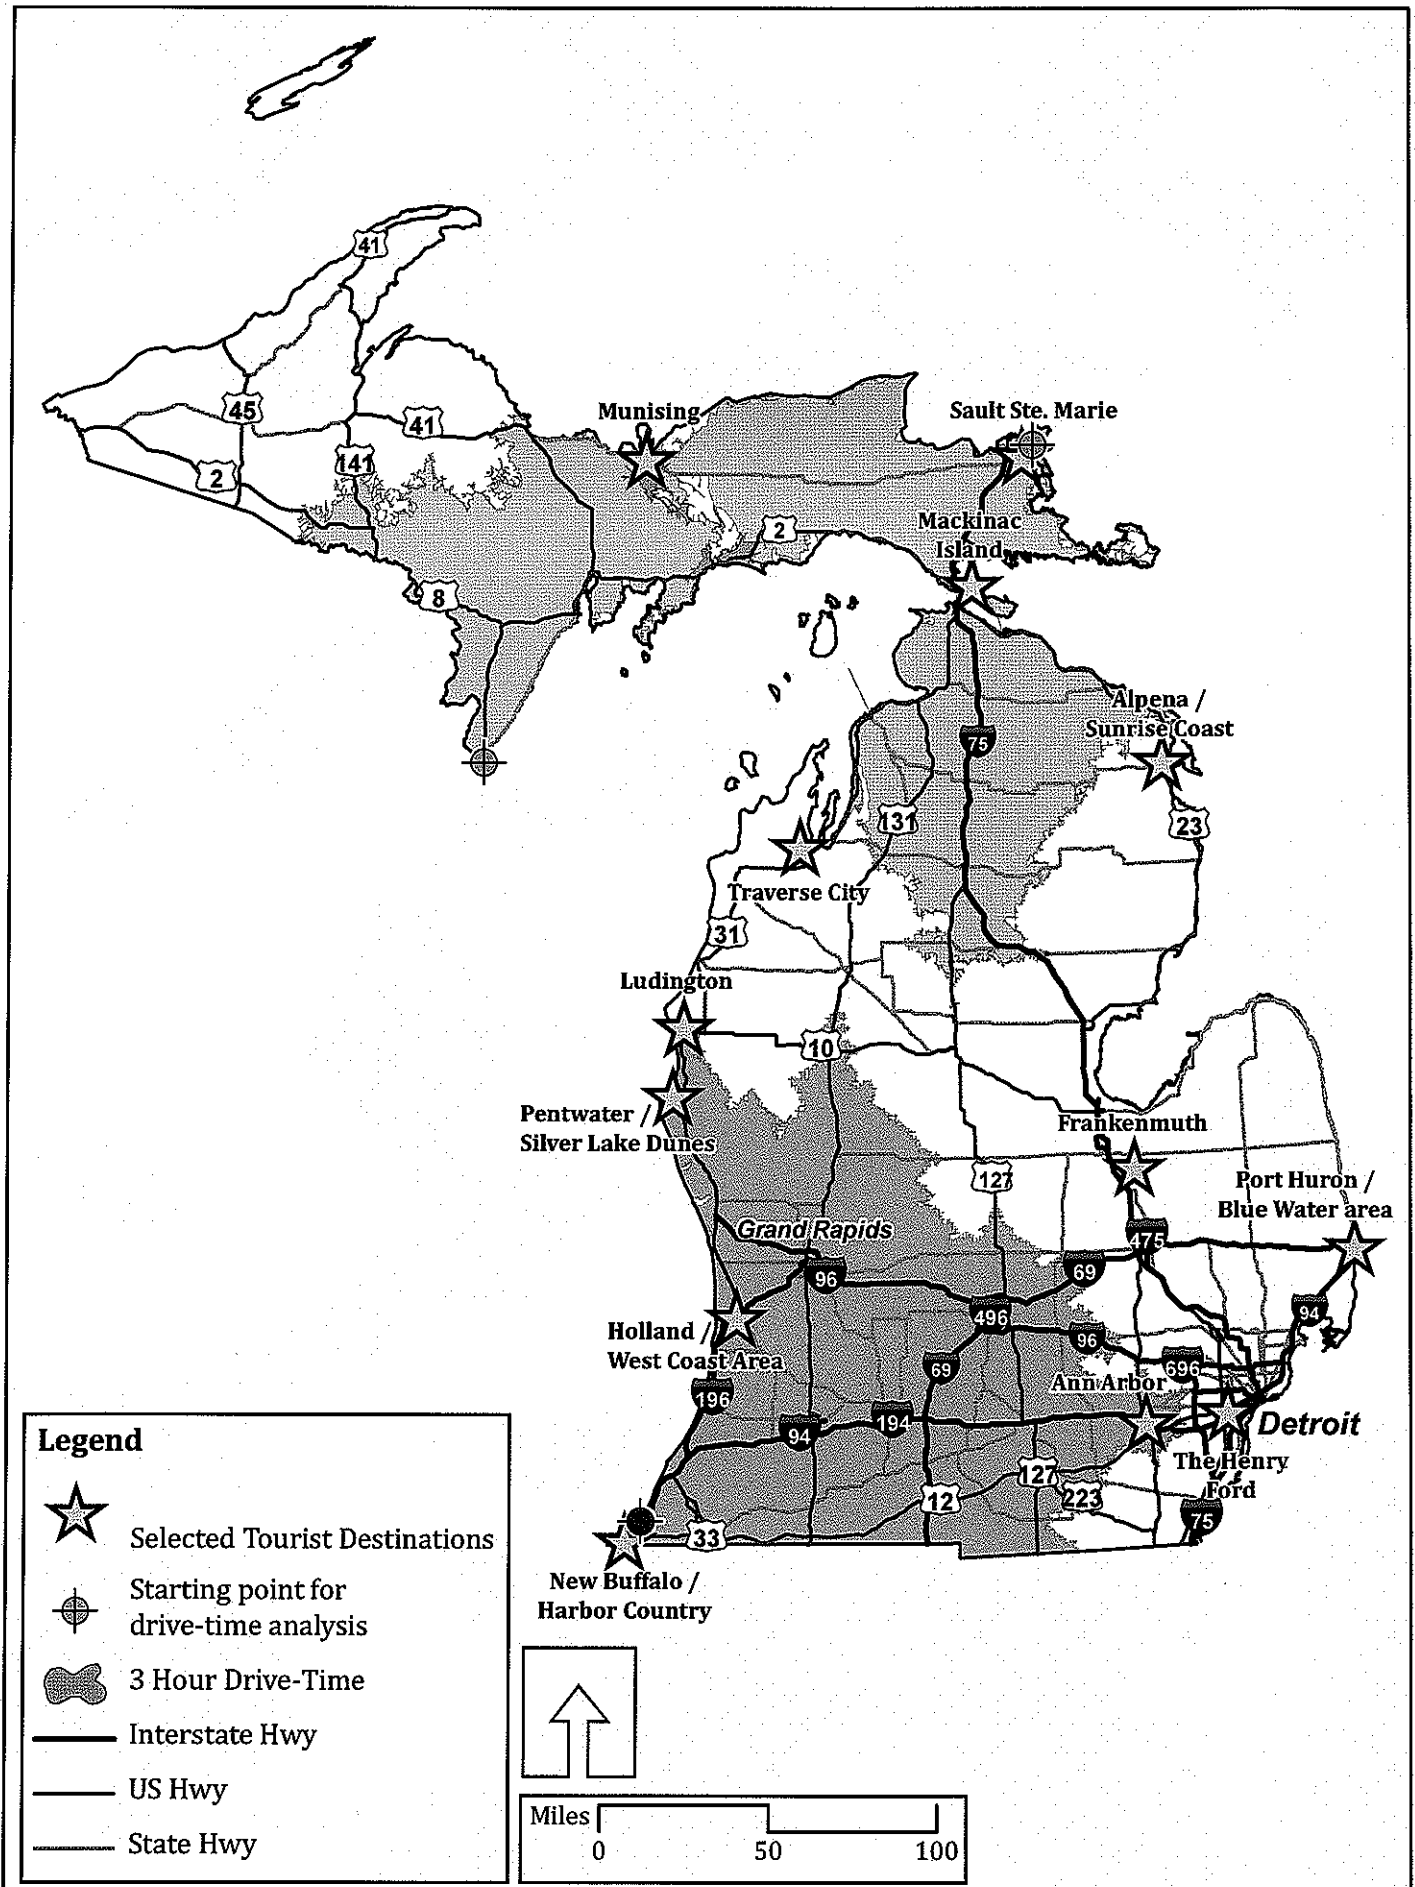 41
45
41
141
2
Munising
Sault Ste. Marie
Mackinac
Island
2
8
Alpena /
Sunrise Coast
75
131
23
Traverse City
31
Ludington
10
Pentwater /
Silver Lake Dunes
Frankenmuth
127
Port Huron /
Blue Water area
Grand Rapids
475
96
69
496
94
Holland /
West Coast Area
96
69
696
Ann Arbor
196
94
194
Detroit
The Henry
Ford
127
12
223
75
33
New Buffalo /
Harbor Country
Legend
Selected Tourist Destinations
Starting point for
drive-time analysis
3 Hour Drive-Time
Interstate Hwy
US Hwy
State Hwy
Miles
0 50 100